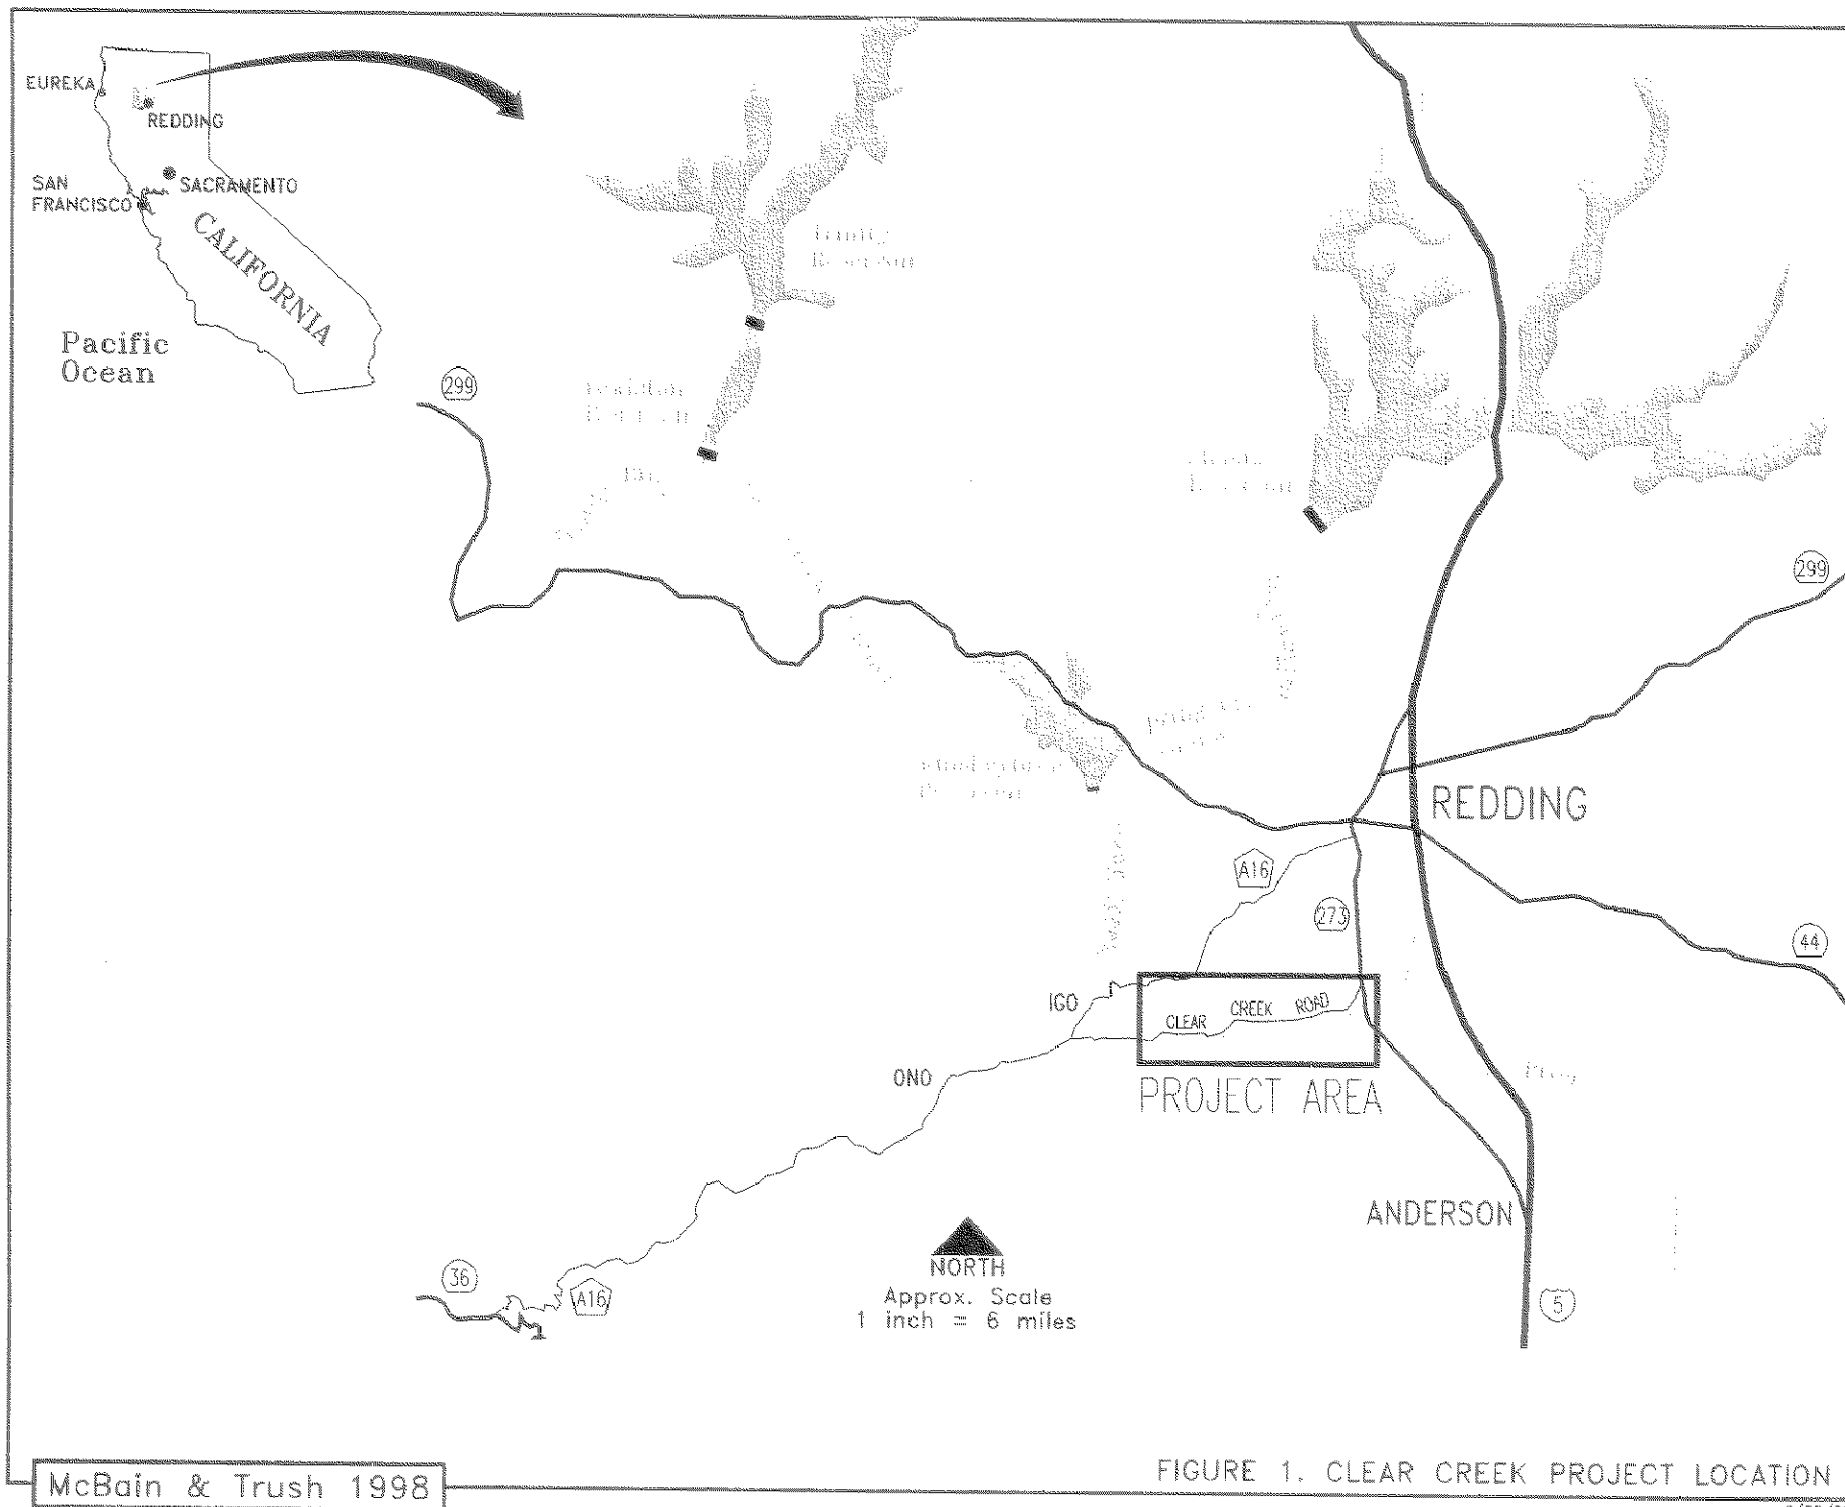 EUREKA
REDDING
SAN
FRANCISCO
SACRAMENTO
CALIFORNIA
Pacific
Ocean
299
Trinity
Reservoir
299
REDDING
A16
273
44
IGO
CLEAR CREEK ROAD
ONO
PROJECT AREA
ANDERSON
NORTH
Approx. Scale
1 inch = 6 miles
36
A16
5
McBain & Trush 1998
FIGURE 1. CLEAR CREEK PROJECT LOCATION